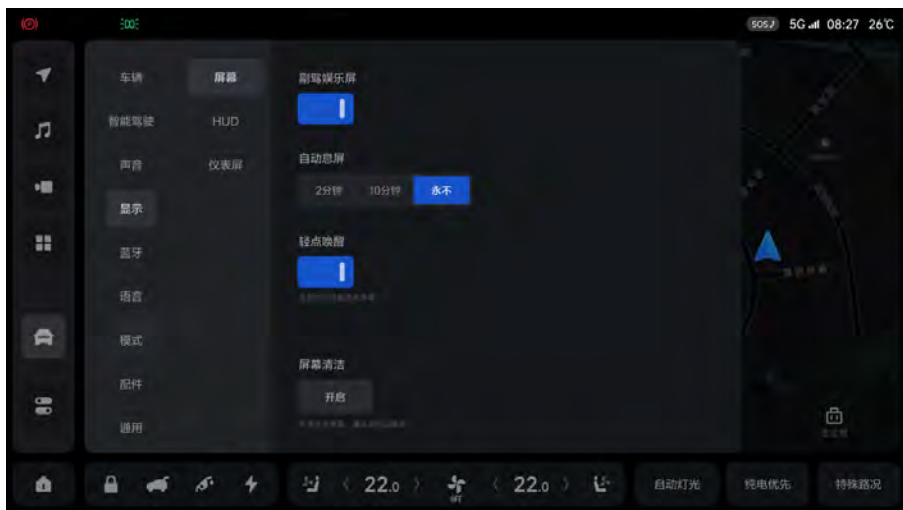 SOS 5G 08:27 26℃
车辆
智能驾驶
声音
显示
蓝牙
语言
模式
配件
通用
屏幕
HUD
仪表屏
副驾娱乐屏
自动息屏
2分钟 10分钟 永不
轻点唤醒
屏幕清洁
开启
22.0
OFF
22.0
自动灯光
纯电优先
特殊路况